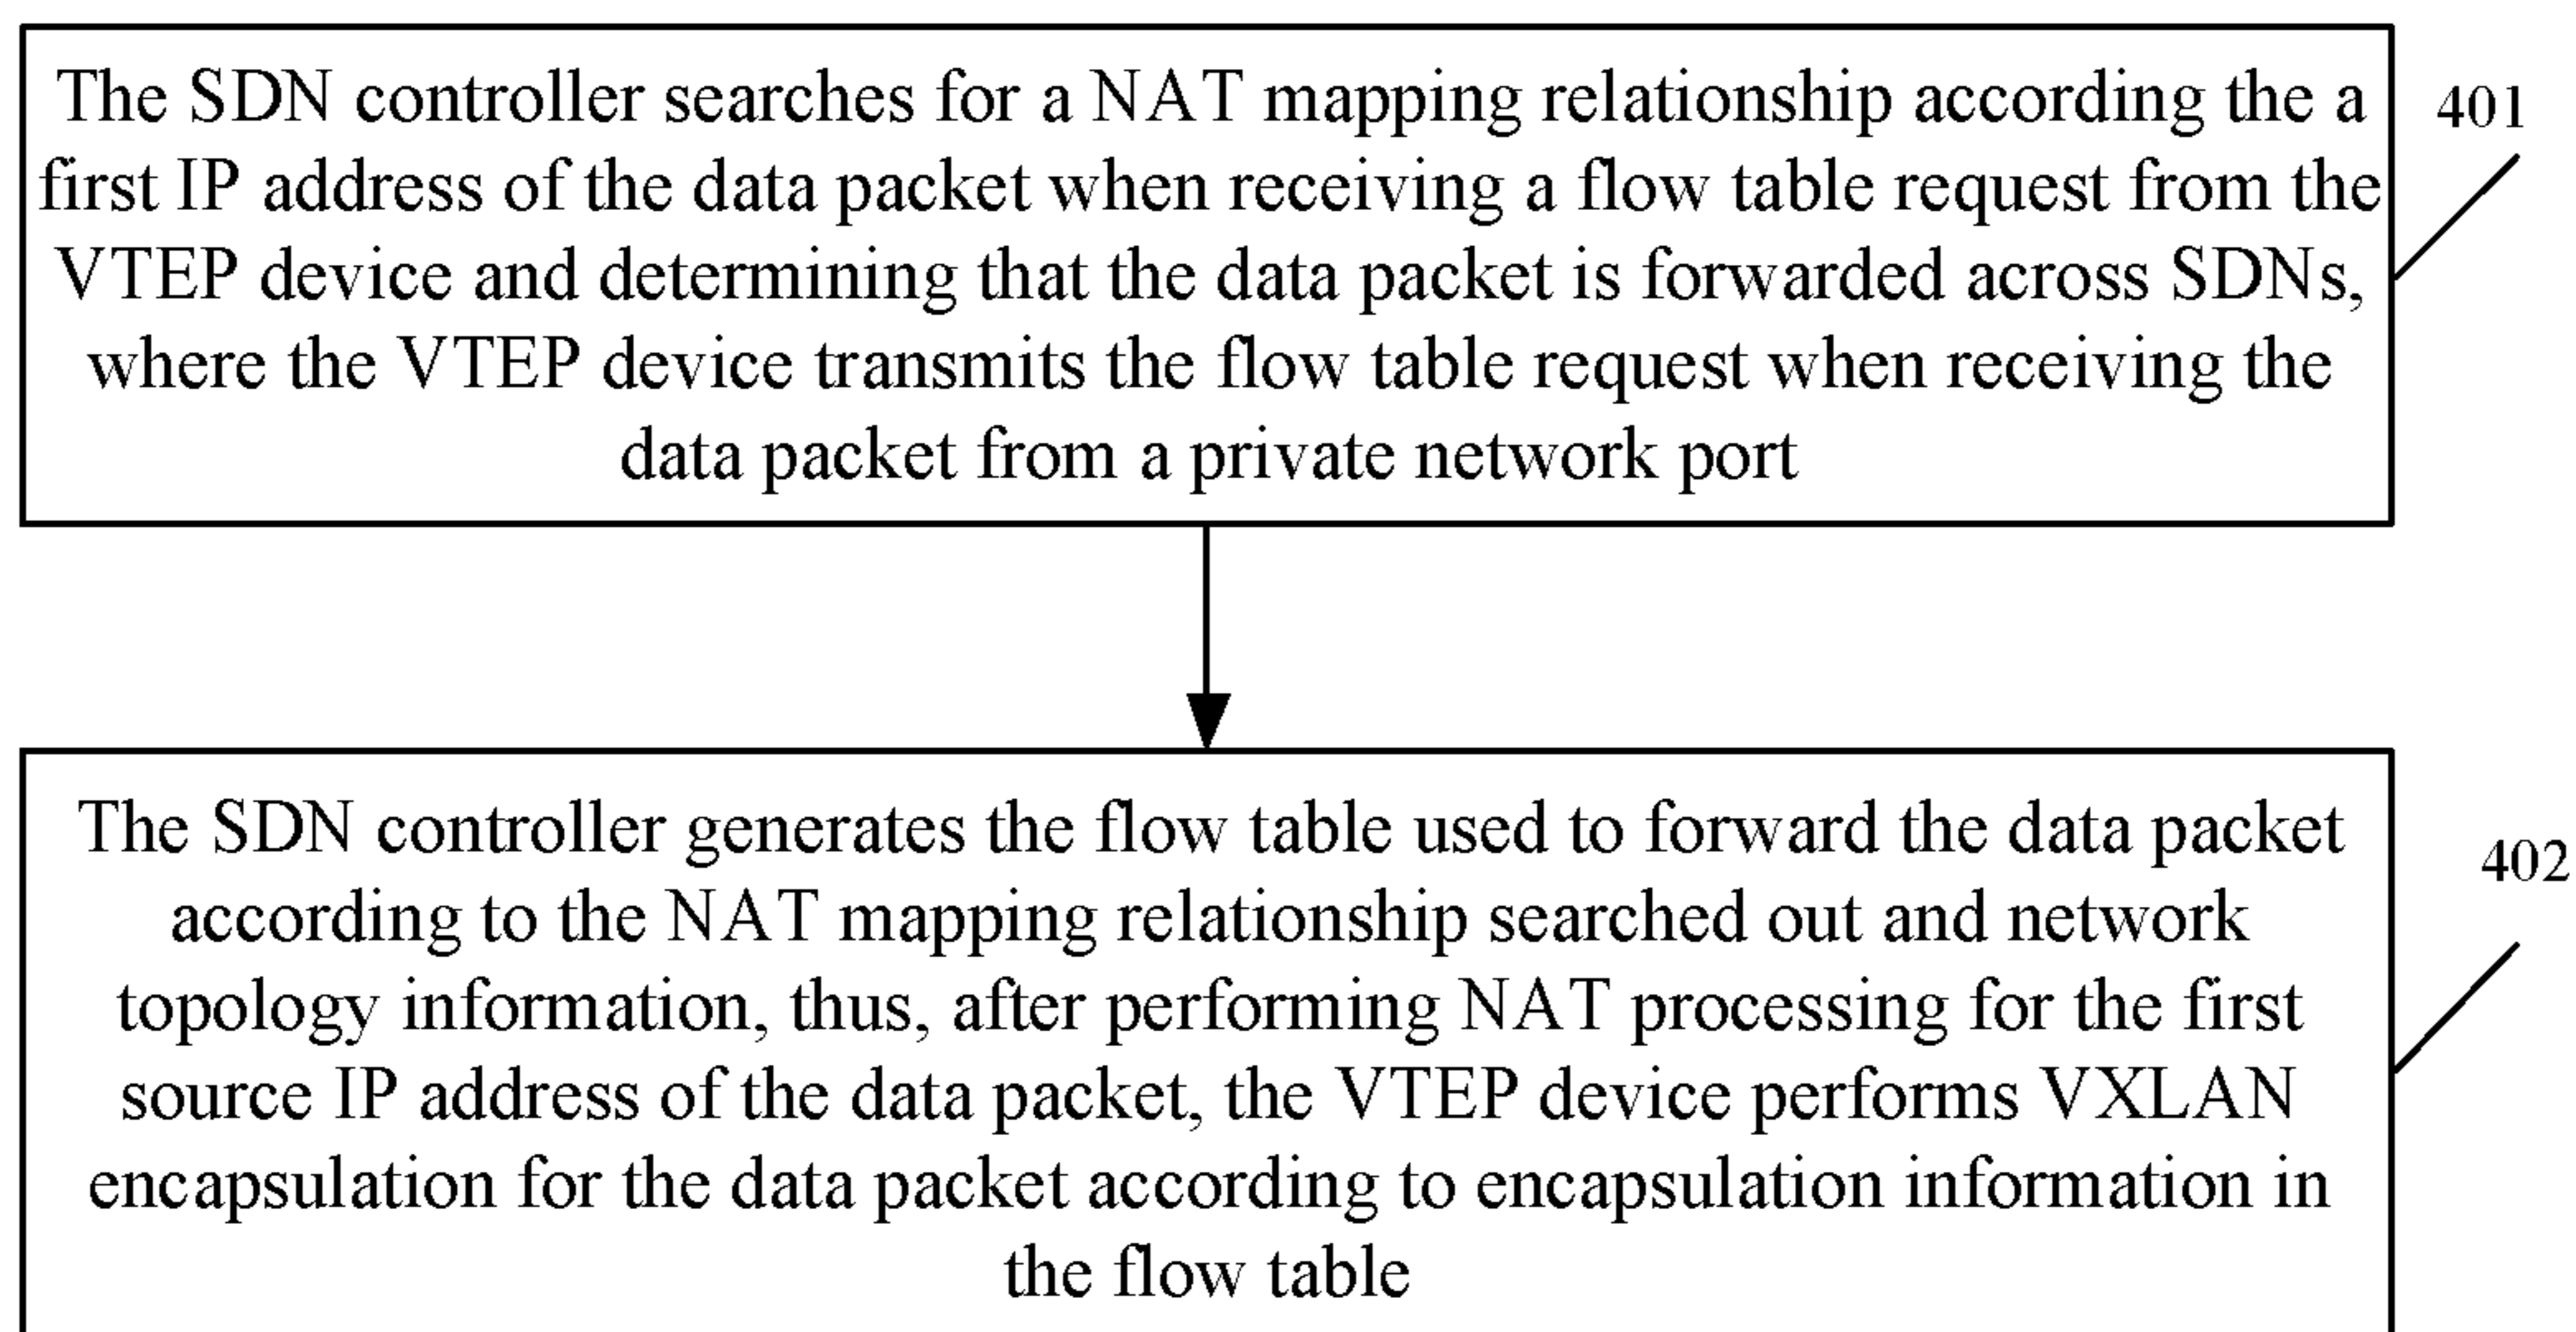 The SDN controller searches for a NAT mapping relationship according the a
first IP address of the data packet when receiving a flow table request from the
VTEP device and determining that the data packet is forwarded across SDNs,
where the VTEP device transmits the flow table request when receiving the
data packet from a private network port
401
The SDN controller generates the flow table used to forward the data packet
according to the NAT mapping relationship searched out and network
topology information, thus, after performing NAT processing for the first
source IP address of the data packet, the VTEP device performs VXLAN
encapsulation for the data packet according to encapsulation information in
the flow table
402